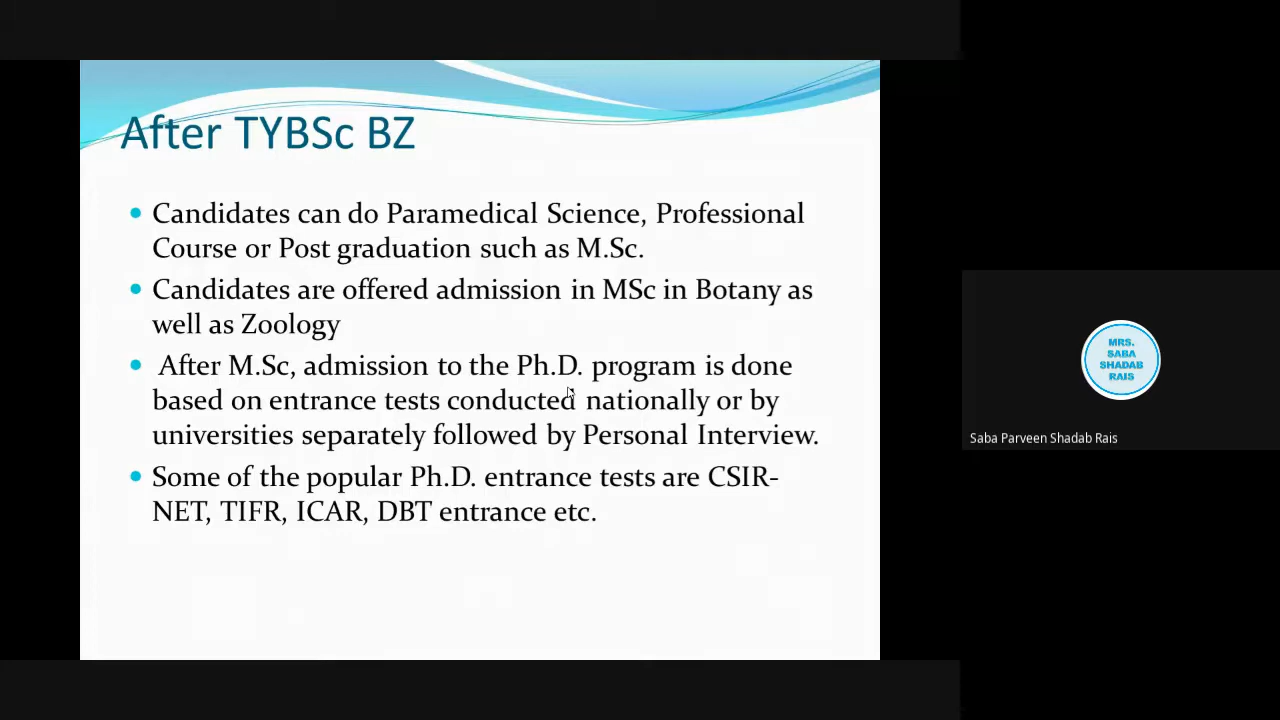 After TYBSc BZ
Candidates can do Paramedical Science, Professional
Course or Post graduation such as M.Sc.
Candidates are offered admission in MSc in Botany as
well as Zoology
After M.Sc, admission to the Ph.D. program is done
based on entrance tests conducted nationally or by
universities separately followed by Personal Interview.
Some of the popular Ph.D. entrance tests are CSIR-
NET, TIFR, ICAR, DBT entrance etc.
MRS.
SABA
SHADAB
RAIS
Saba Parveen Shadab Rais